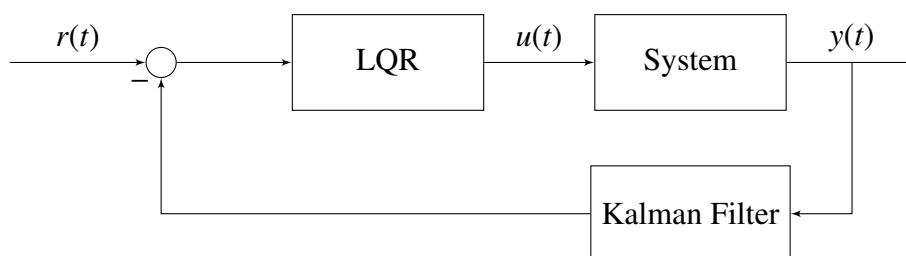 r(t)
LQR
u(t)
System
y(t)
−
Kalman Filter